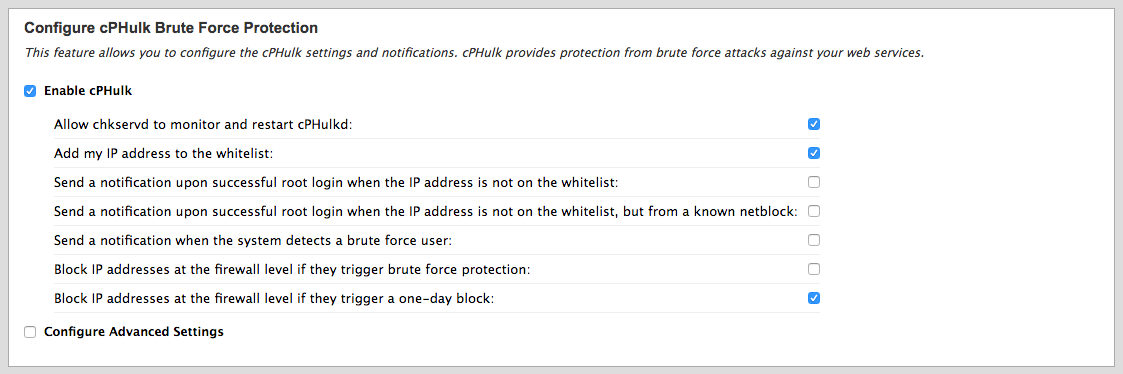 Configure cPHulk Brute Force Protection
This feature allows you to configure the cPHulk settings and notifications. cPHulk provides protection from brute force attacks against your web services.
Enable cPHulk
Allow chkservd to monitor and restart cPHulkd:
Add my IP address to the whitelist:
Send a notification upon successful root login when the IP address is not on the whitelist:
Send a notification upon successful root login when the IP address is not on the whitelist, but from a known netblock:
Send a notification when the system detects a brute force user:
Block IP addresses at the firewall level if they trigger brute force protection:
Block IP addresses at the firewall level if they trigger a one-day block:
Configure Advanced Settings